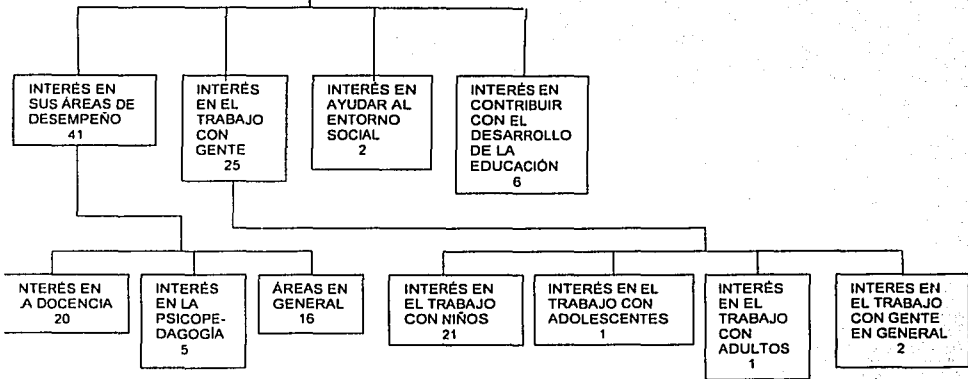 INTERÉS EN
SUS ÁREAS DE
DESEMPEÑO
41
INTERÉS
EN EL
TRABAJO
CON
GENTE
25
INTERÉS EN
AYUDAR AL
ENTORNO
SOCIAL
2
INTERÉS EN
CONTRIBUIR
CON EL
DESARROLLO
DE LA
EDUCACIÓN
6
NTERÉS EN
A DOCENCIA
20
INTERÉS
EN LA
PSICOPE-
DAGOGÍA
5
ÁREAS EN
GENERAL
16
INTERÉS EN
EL TRABAJO
CON NIÑOS
21
INTERÉS EN EL
TRABAJO CON
ADOLESCENTES
1
INTERÉS
EN EL
TRABAJO
CON
ADULTOS
1
INTERÉS EN
EL TRABAJO
CON GENTE
EN GENERAL
2